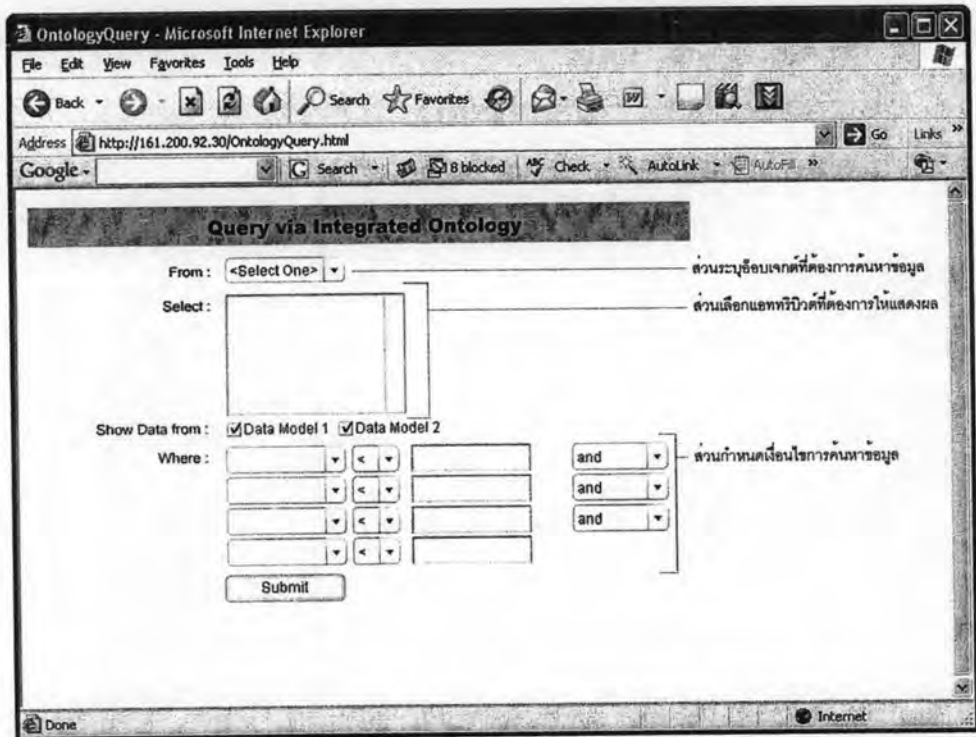 OntologyQuery - Microsoft Internet Explorer
File Edit View Favorites Tools Help
Back Search Favorites
Address http://161.200.92.30/OntologyQuery.html Go Links »
Google - G Search 8 blocked ABC Check AutoLink AutoFill »
Query via Integrated Ontology
From : <Select One> ส่วนระบุอ็อบเจกต์ที่ต้องการค้นหาข้อมูล
Select : ส่วนเลือกแอททริบิวต์ที่ต้องการให้แสดงผล
Show Data from : Data Model 1 Data Model 2
Where : < and ส่วนกำหนดเงื่อนไขการค้นหาข้อมูล
< and
< and
<
Submit
Done Internet